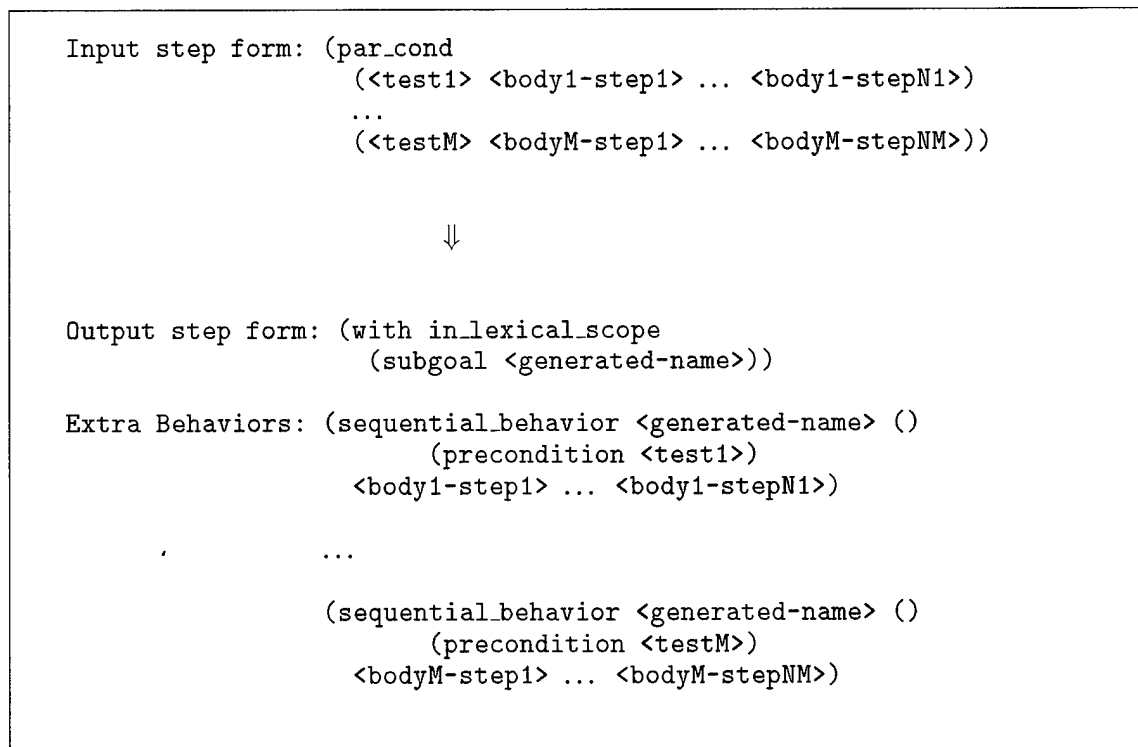 Input step form: (par_cond
(<test1> <body1-step1> ... <body1-stepN1>)
...
(<testM> <bodyM-step1> ... <bodyM-stepNM>))
⇓
Output step form: (with in_lexical_scope
(subgoal <generated-name>))
Extra Behaviors: (sequential_behavior <generated-name> ()
(precondition <test1>)
<body1-step1> ... <body1-stepN1>)
...
(sequential_behavior <generated-name> ()
(precondition <testM>)
<bodyM-step1> ... <bodyM-stepNM>)